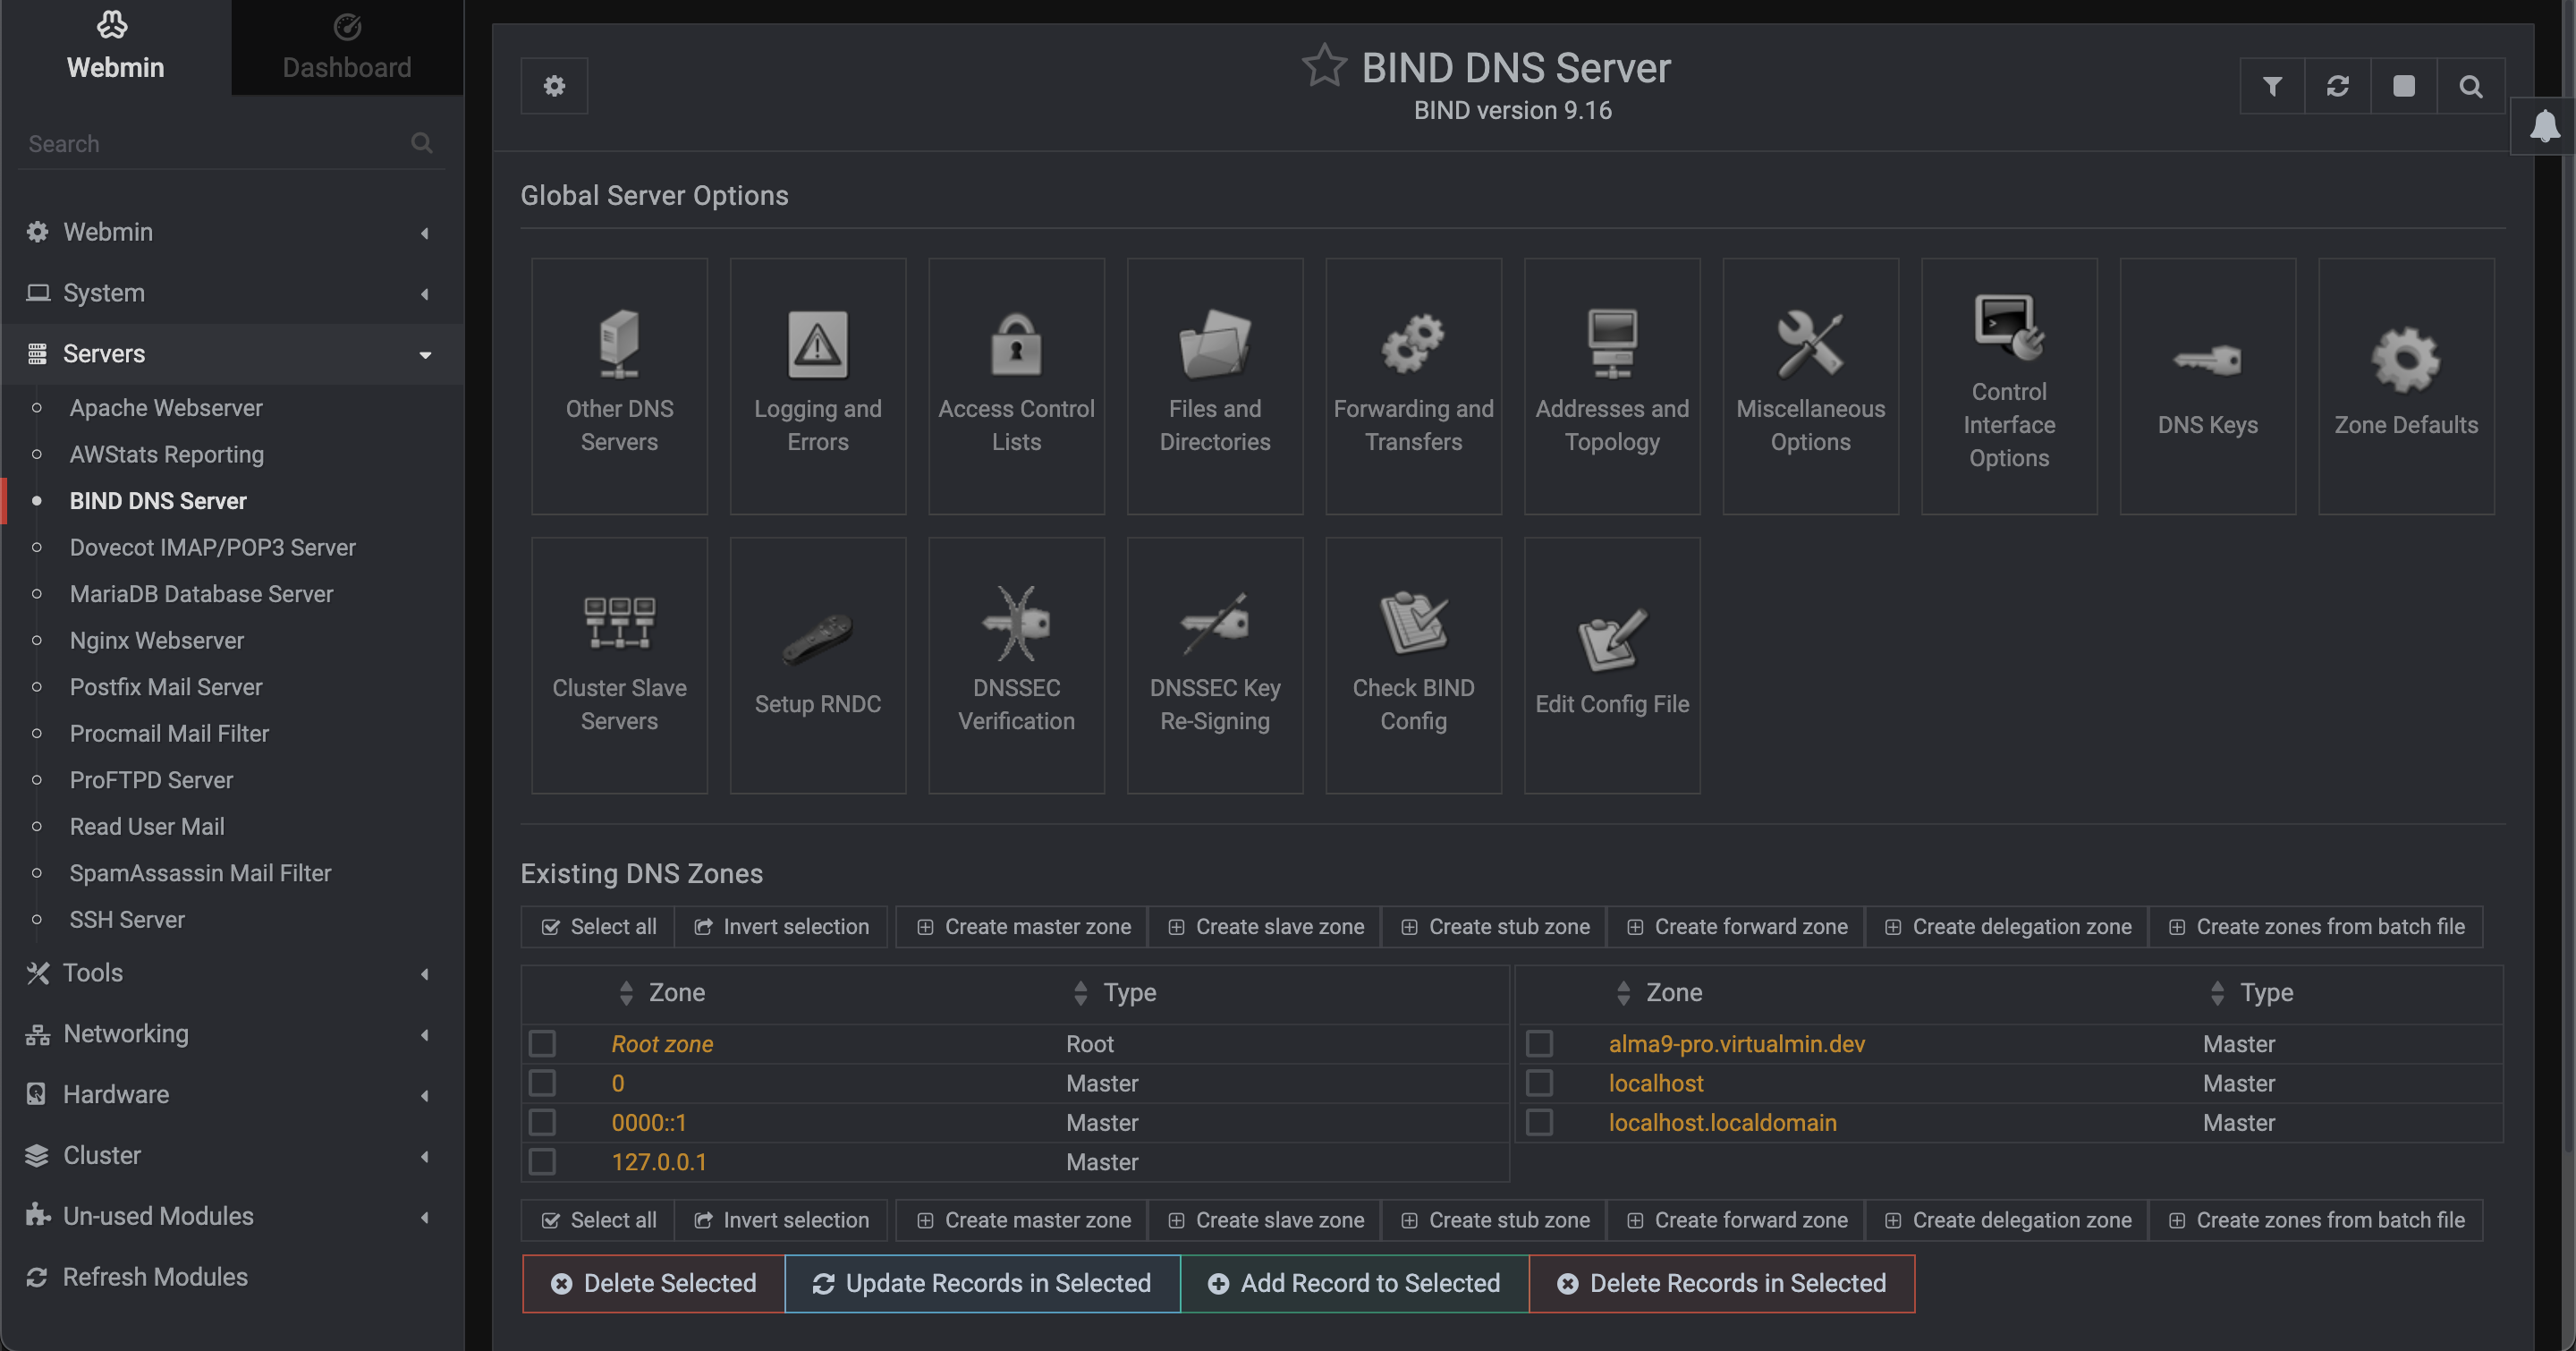 Webmin
Dashboard
Search
Webmin
System
Servers
Apache Webserver
AWStats Reporting
BIND DNS Server
Dovecot IMAP/POP3 Server
MariaDB Database Server
Nginx Webserver
Postfix Mail Server
Procmail Mail Filter
ProFTPD Server
Read User Mail
SpamAssassin Mail Filter
SSH Server
Tools
Networking
Hardware
Cluster
Un-used Modules
Refresh Modules
BIND DNS Server
BIND version 9.16
Global Server Options
Other DNS
Servers
Logging and
Errors
Access Control
Lists
Files and
Directories
Forwarding and
Transfers
Addresses and
Topology
Miscellaneous
Options
Control
Interface
Options
DNS Keys
Zone Defaults
Cluster Slave
Servers
Setup RNDC
DNSSEC
Verification
DNSSEC Key
Re-Signing
Check BIND
Config
Edit Config File
Existing DNS Zones
Select all Invert selection Create master zone Create slave zone Create stub zone Create forward zone Create delegation zone Create zones from batch file
Zone Type
Root zone Root
0 Master
0000::1 Master
127.0.0.1 Master
Zone Type
alma9-pro.virtualmin.dev Master
localhost Master
localhost.localdomain Master
Select all Invert selection Create master zone Create slave zone Create stub zone Create forward zone Create delegation zone Create zones from batch file
Delete Selected Update Records in Selected Add Record to Selected Delete Records in Selected